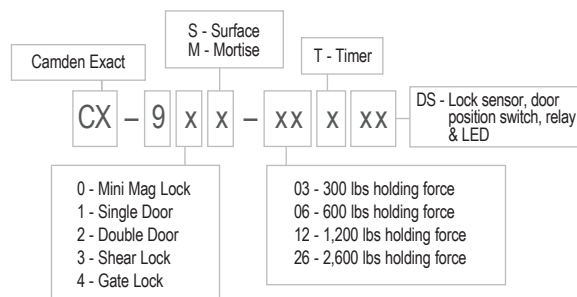 S - Surface
M - Mortise
T - Timer
Camden Exact
CX – 9 x x – xx x xx
DS - Lock sensor, door
position switch, relay
& LED
0 - Mini Mag Lock
1 - Single Door
2 - Double Door
3 - Shear Lock
4 - Gate Lock
03 - 300 lbs holding force
06 - 600 lbs holding force
12 - 1,200 lbs holding force
26 - 2,600 lbs holding force